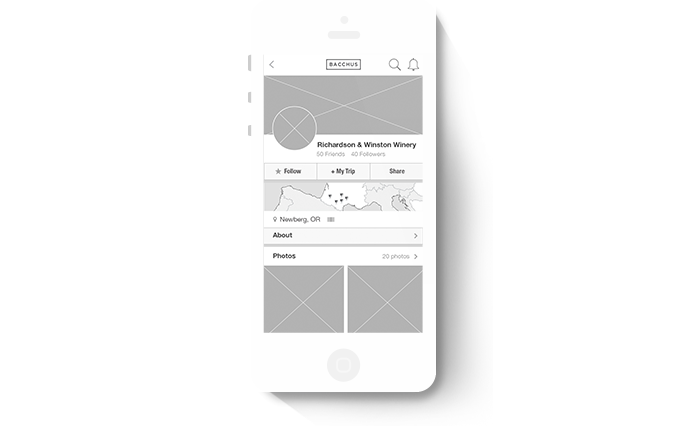 BACCHUS
Richardson & Winston Winery
50 Friends 40 Followers
★ Follow + My Trip Share
Newberg, OR
About
Photos 20 photos